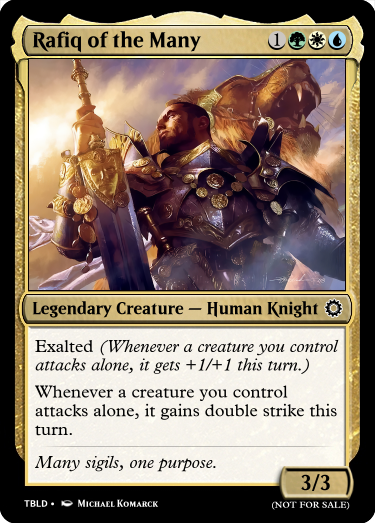 Rafiq of the Many 1
Legendary Creature — Human Knight
Exalted (Whenever a creature you control
attacks alone, it gets +1/+1 this turn.)
Whenever a creature you control
attacks alone, it gains double strike this
turn.
Many sigils, one purpose.
3/3
TBLD • Michael Komarck
(NOT FOR SALE)